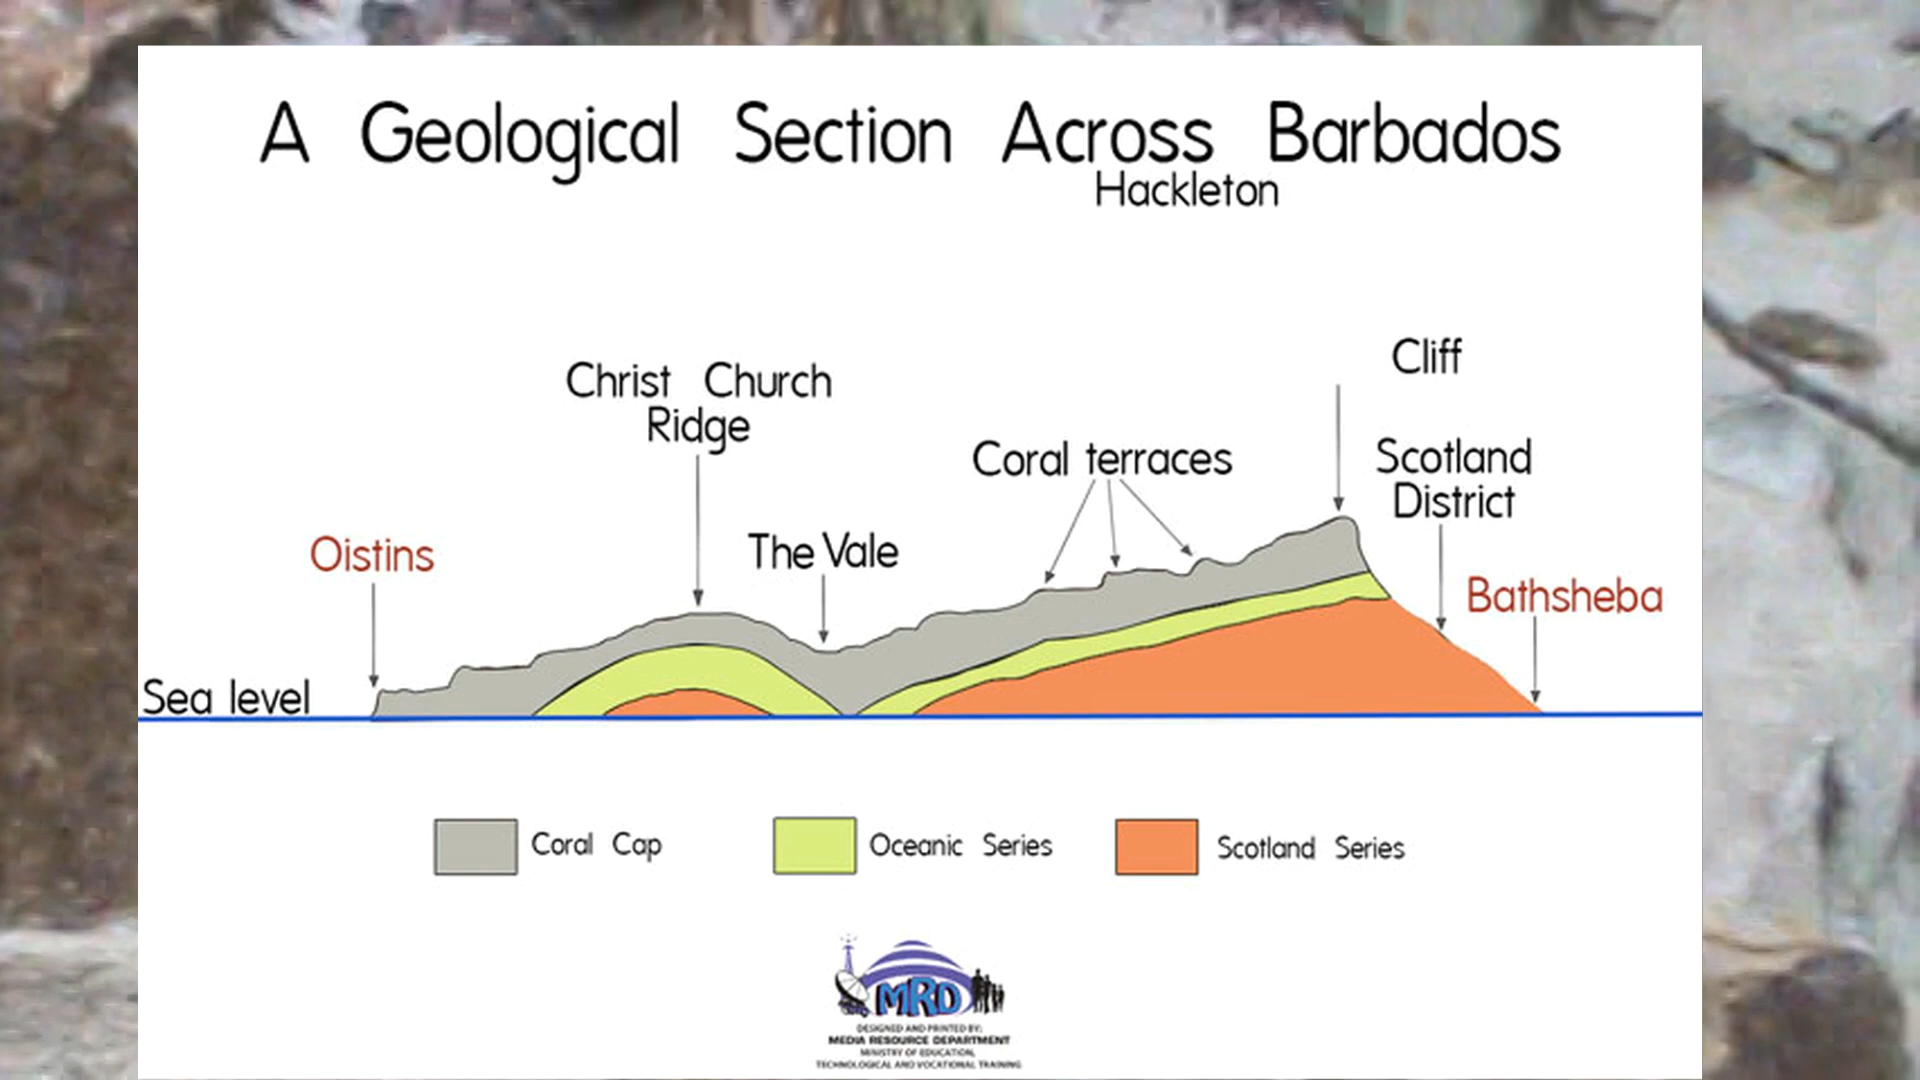 A Geological Section Across Barbados
Hackleton
Cliff
Christ Church
Ridge
Coral terraces
Scotland
District
The Vale
Oistins
Bathsheba
Sea level
Coral Cap
Oceanic Series
Scotland Series
MRD
DESIGNED AND PRINTED BY:
MEDIA RESOURCE DEPARTMENT
MINISTRY OF EDUCATION,
TECHNOLOGICAL AND VOCATIONAL TRAINING